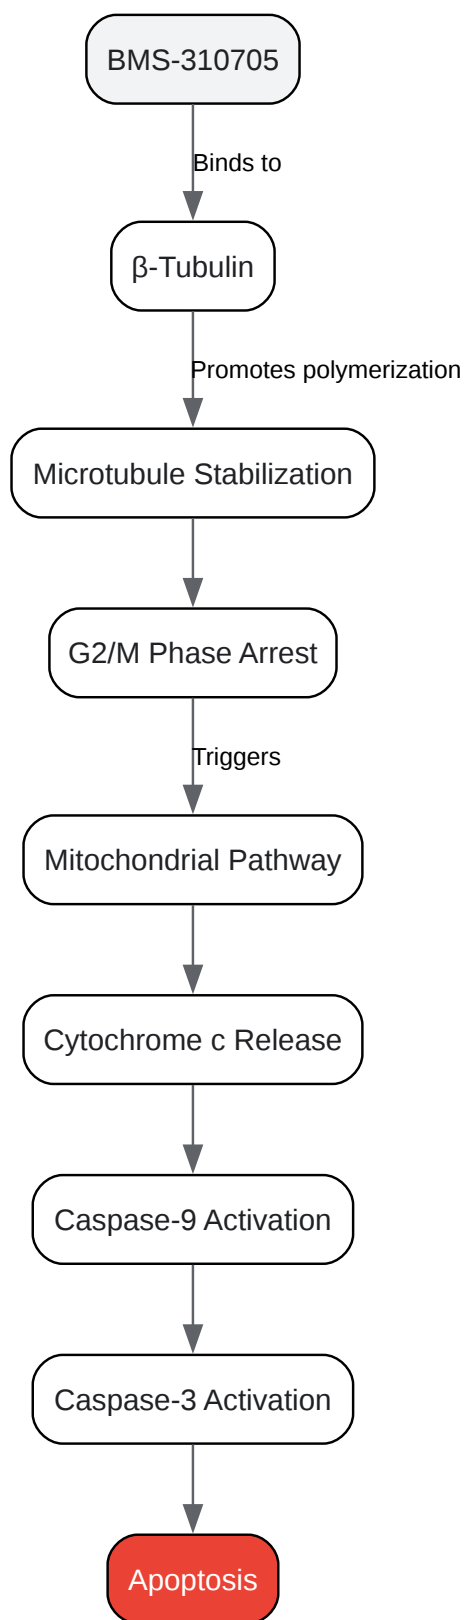 BMS-310705
Binds to
β-Tubulin
Promotes polymerization
Microtubule Stabilization
G2/M Phase Arrest
Triggers
Mitochondrial Pathway
Cytochrome c Release
Caspase-9 Activation
Caspase-3 Activation
Apoptosis